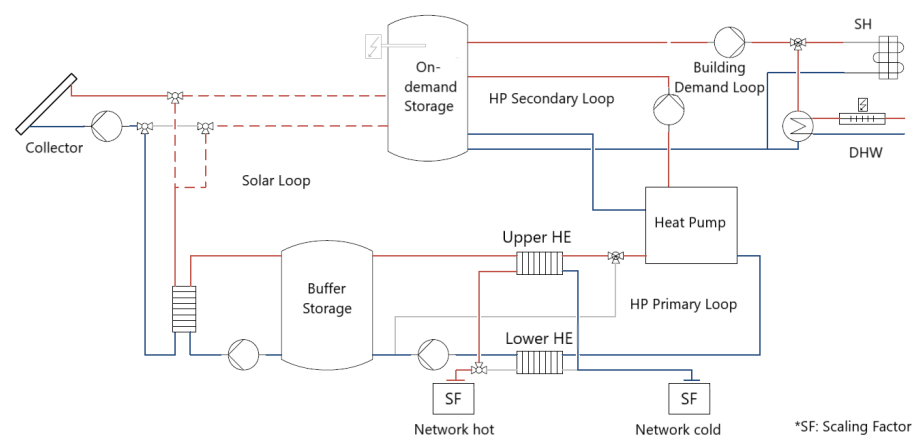 SH
On-
demand
Storage
Building
Demand Loop
HP Secondary Loop
Collector
DHW
Solar Loop
Heat Pump
Upper HE
Buffer
Storage
HP Primary Loop
Lower HE
SF
SF
Network hot
Network cold
*SF: Scaling Factor